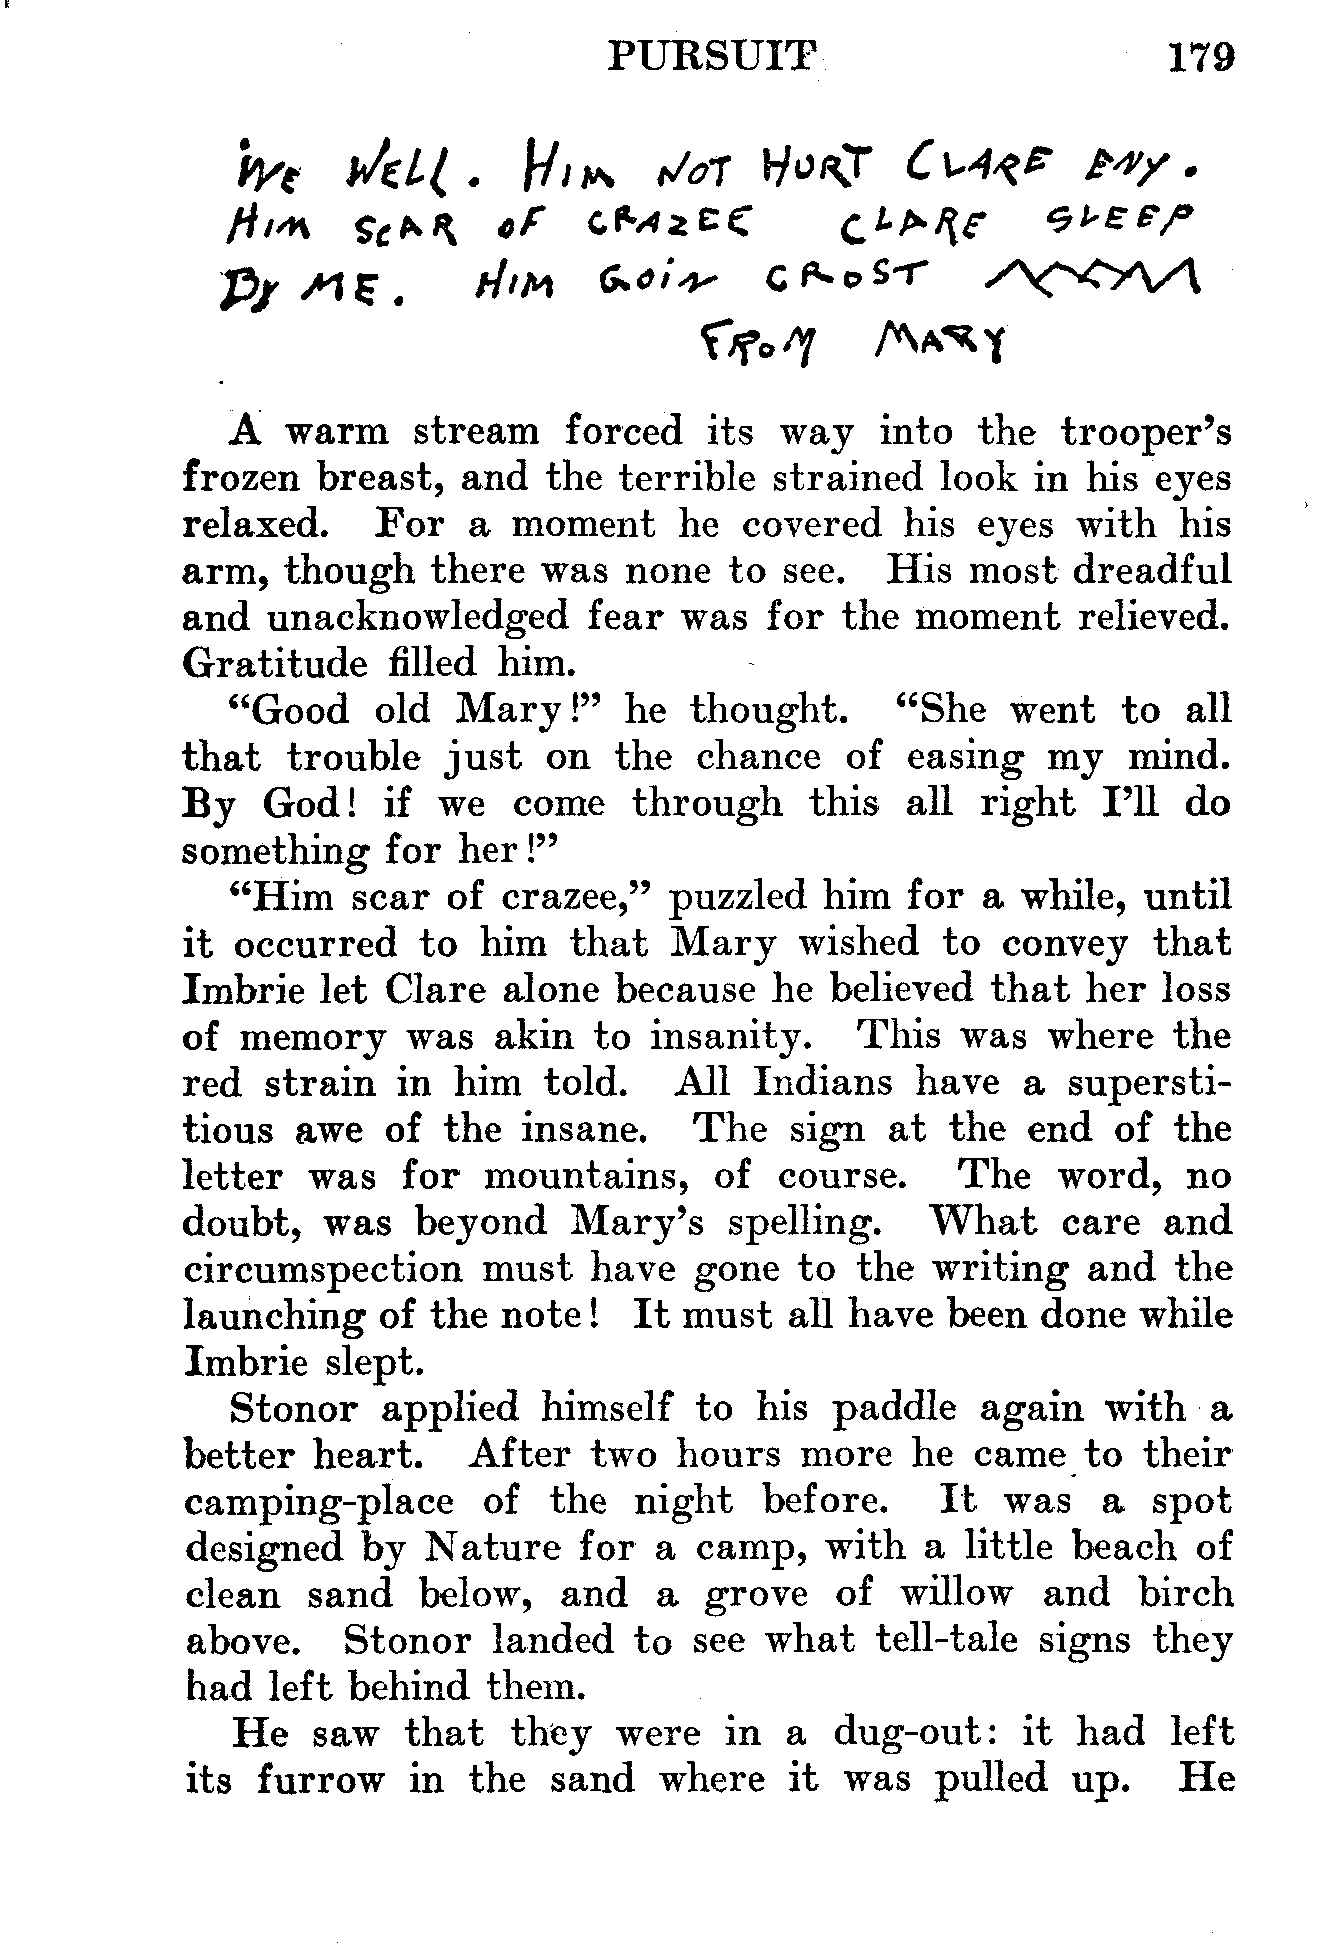 PURSUIT 179
We Well. Him Not Hurt Clare Eny.
Him scar of crazee Clare sleep
By me. Him Goin crost
From Mary
A warm stream forced its way into the trooper's
frozen breast, and the terrible strained look in his eyes
relaxed. For a moment he covered his eyes with his
arm, though there was none to see. His most dreadful
and unacknowledged fear was for the moment relieved.
Gratitude filled him.
“Good old Mary!” he thought. “She went to all
that trouble just on the chance of easing my mind.
By God! if we come through this all right I'll do
something for her!”
“Him scar of crazee,” puzzled him for a while, until
it occurred to him that Mary wished to convey that
Imbrie let Clare alone because he believed that her loss
of memory was akin to insanity. This was where the
red strain in him told. All Indians have a supersti-
tious awe of the insane. The sign at the end of the
letter was for mountains, of course. The word, no
doubt, was beyond Mary's spelling. What care and
circumspection must have gone to the writing and the
launching of the note! It must all have been done while
Imbrie slept.
Stonor applied himself to his paddle again with a
better heart. After two hours more he came to their
camping-place of the night before. It was a spot
designed by Nature for a camp, with a little beach of
clean sand below, and a grove of willow and birch
above. Stonor landed to see what tell-tale signs they
had left behind them.
He saw that they were in a dug-out: it had left
its furrow in the sand where it was pulled up. He